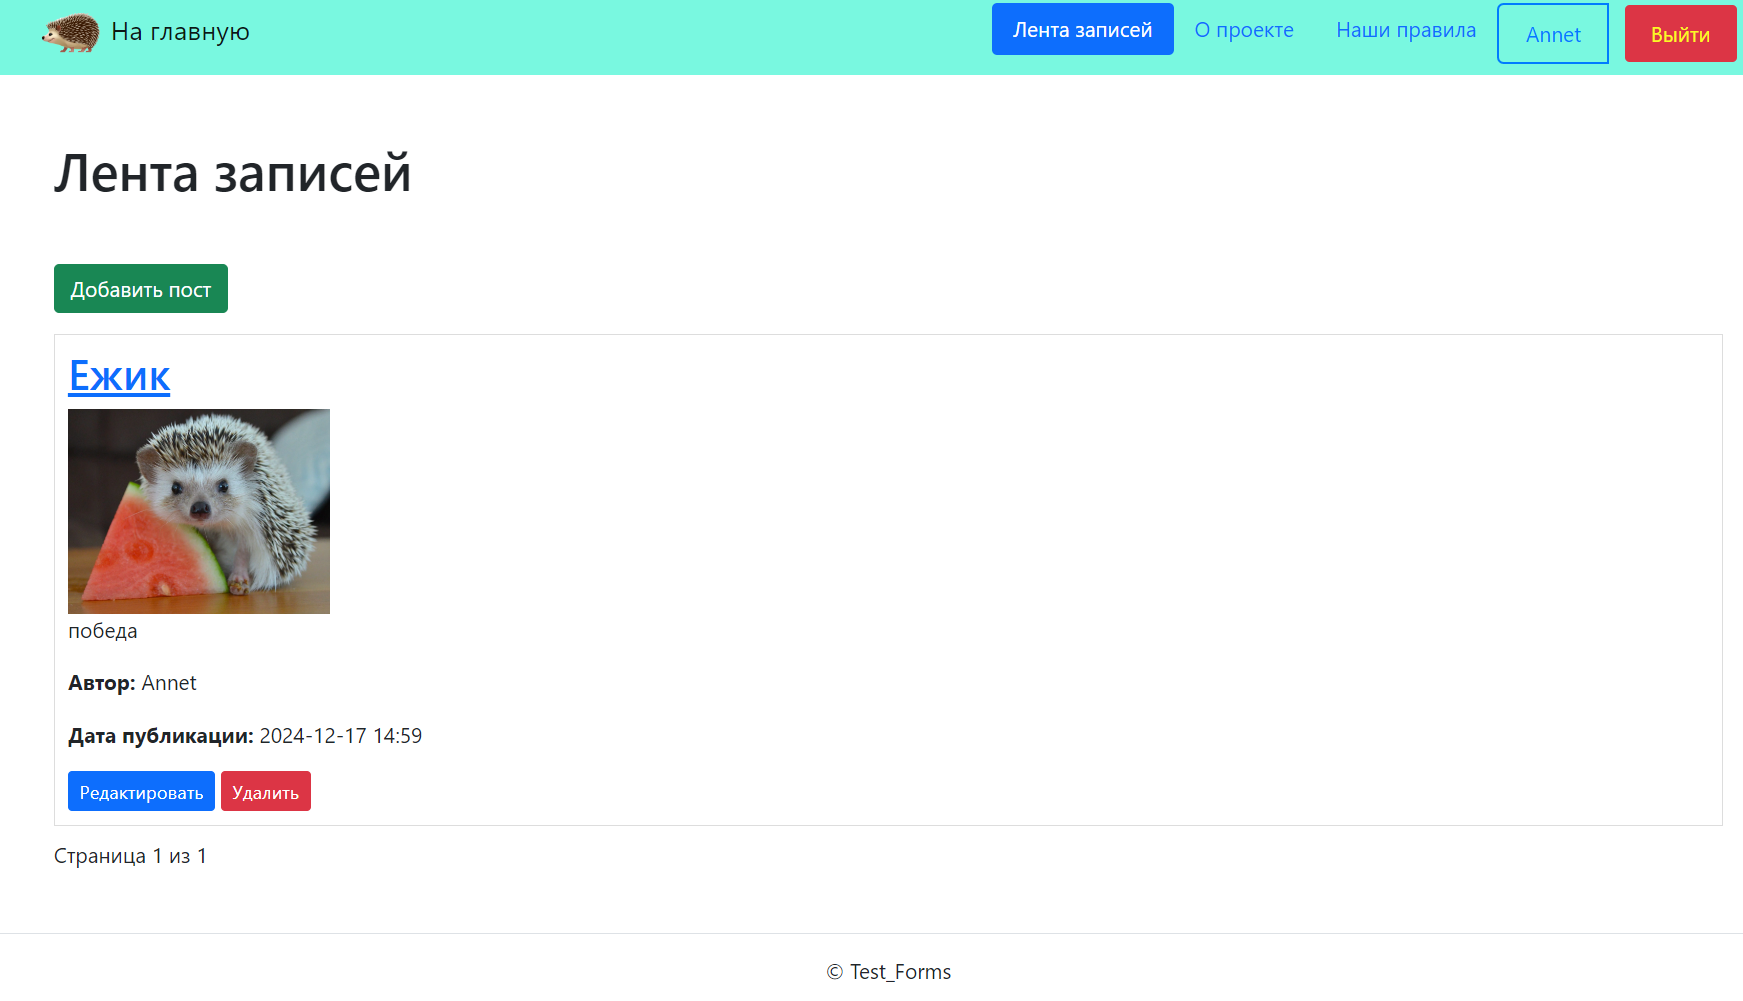 На главную
Лента записей
О проекте
Наши правила
Annet
Выйти
Лента записей
Добавить пост
Ежик
победа
Автор: Annet
Дата публикации: 2024-12-17 14:59
Редактировать Удалить
Страница 1 из 1
© Test_Forms